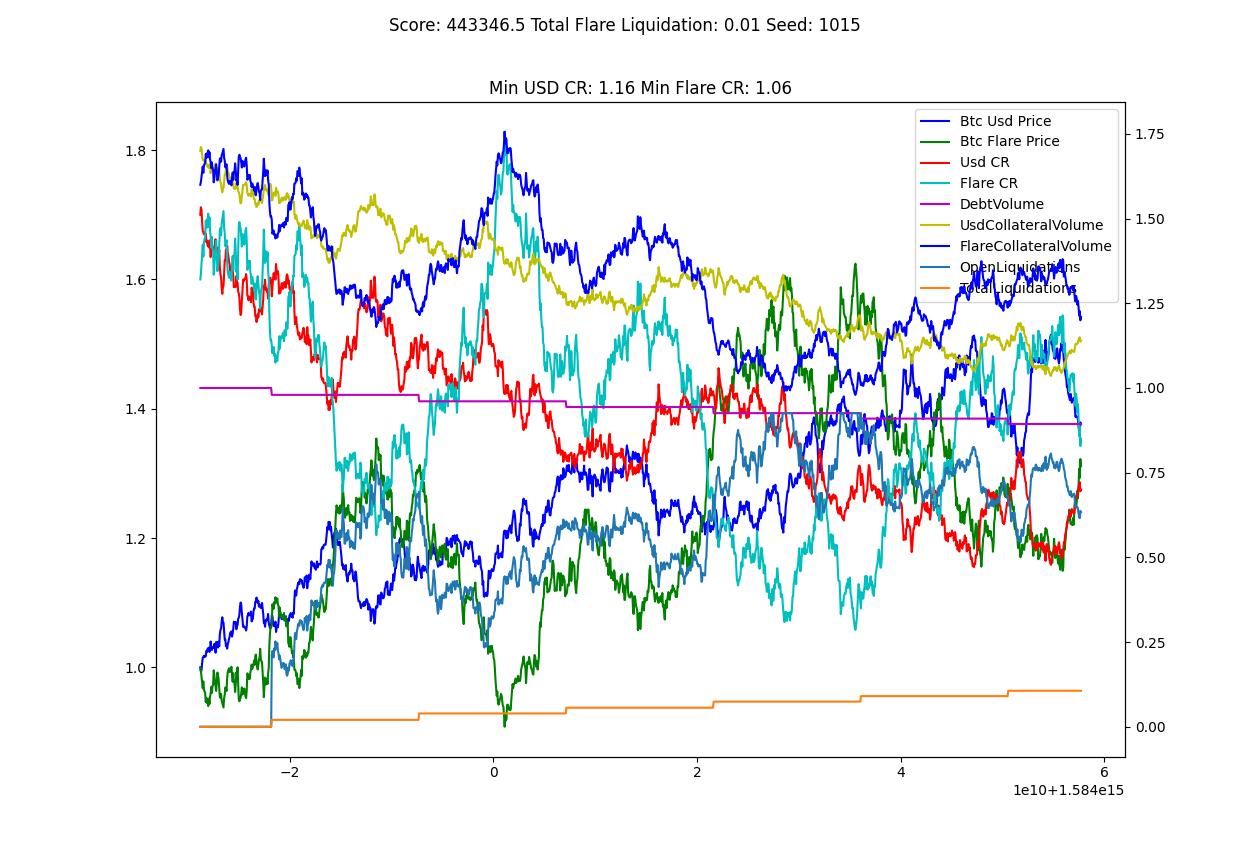 Score: 443346.5 Total Flare Liquidation: 0.01 Seed: 1015
Min USD CR: 1.16 Min Flare CR: 1.06
Btc Usd Price
Btc Flare Price
Usd CR
Flare CR
DebtVolume
UsdCollateralVolume
FlareCollateralVolume
OpenLiquidations
TotalLiquidations
1.8
1.6
1.4
1.2
1.0
1.75
1.50
1.25
1.00
0.75
0.50
0.25
0.00
−2 0 2 4 6
1e10+1.584e15